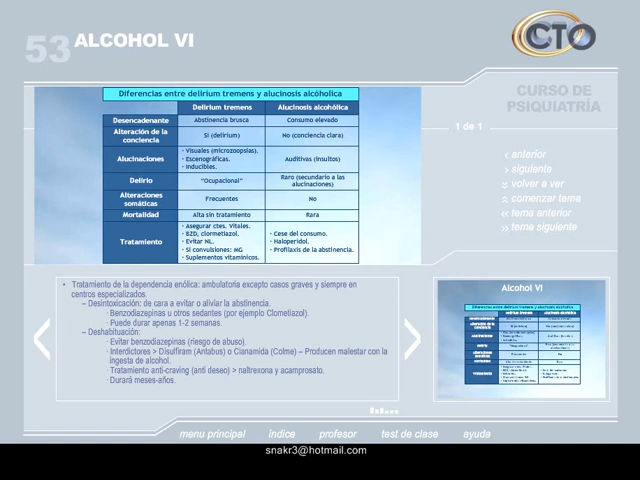 53 ALCOHOL VI
CTO
CURSO DE
PSIQUIATRÍA
1 de 1
‹ anterior
› siguiente
volver a ver
comenzar tema
‹‹ tema anterior
›› tema siguiente
Diferencias entre delirium tremens y alucinosis alcóholica
Delirium tremens Alucinosis alcohólica
Desencadenante Abstinencia brusca Consumo elevado
Alteración de la
conciencia Si (delirium) No (conciencia clara)
Alucinaciones
- Visuales (microzoopsias).
- Escenográficas.
- Inducibles.
Auditivas (insultos)
Delirio "Ocupacional" Raro (secundario a las
alucinaciones)
Alteraciones
somáticas Frecuentes No
Mortalidad Alta sin tratamiento Rara
Tratamiento
- Asegurar ctes. vitales.
- BZD, clormetiazol.
- Evitar NL.
- Si convulsiones: MG
- Suplementos vitamínicos.
- Cese del consumo.
- Haloperidol.
- Profilaxis de la abstinencia.
• Tratamiento de la dependencia enólica: ambulatoria excepto casos graves y siempre en
centros especializados.
– Desintoxicación: de cara a evitar o aliviar la abstinencia.
· Benzodiazepinas u otros sedantes (por ejemplo Clometiazol).
· Puede durar apenas 1-2 semanas.
– Deshabituación:
· Evitar benzodiazepinas (riesgo de abuso).
· Interdictores > Disulfiram (Antabus) o Cianamida (Colme) – Producen malestar con la
ingesta de alcohol.
· Tratamiento anti-craving (anti deseo) > naltrexona y acamprosato.
· Durará meses-años.
Alcohol VI
menu principal índice profesor test de clase ayuda
snakr3@hotmail.com